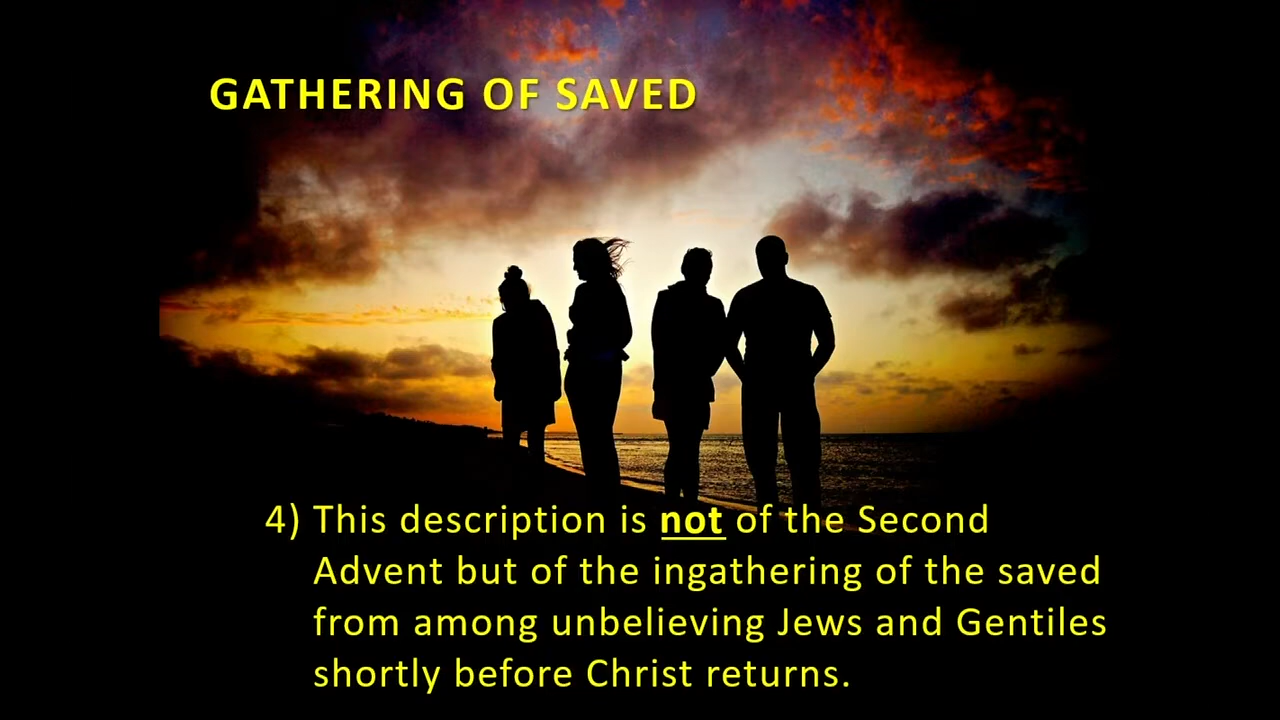 GATHERING OF SAVED
4) This description is not of the Second
Advent but of the ingathering of the saved
from among unbelieving Jews and Gentiles
shortly before Christ returns.